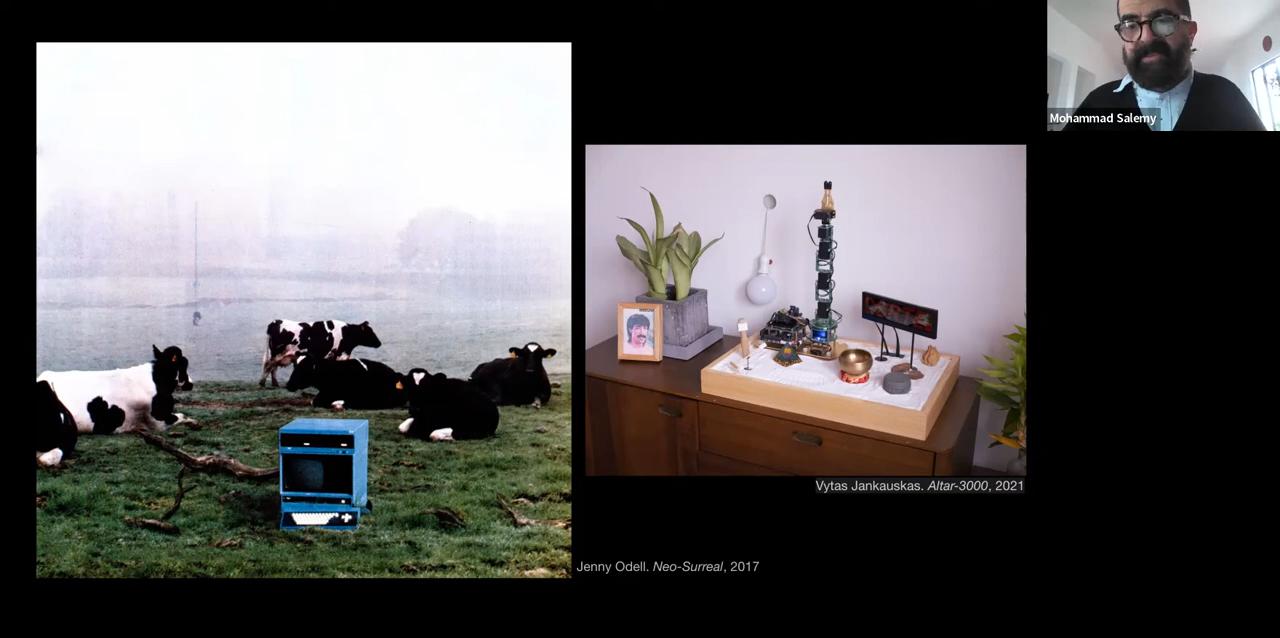 Mohammad Salemy
Vytas Jankauskas. Altar-3000, 2021
Jenny Odell. Neo-Surreal, 2017